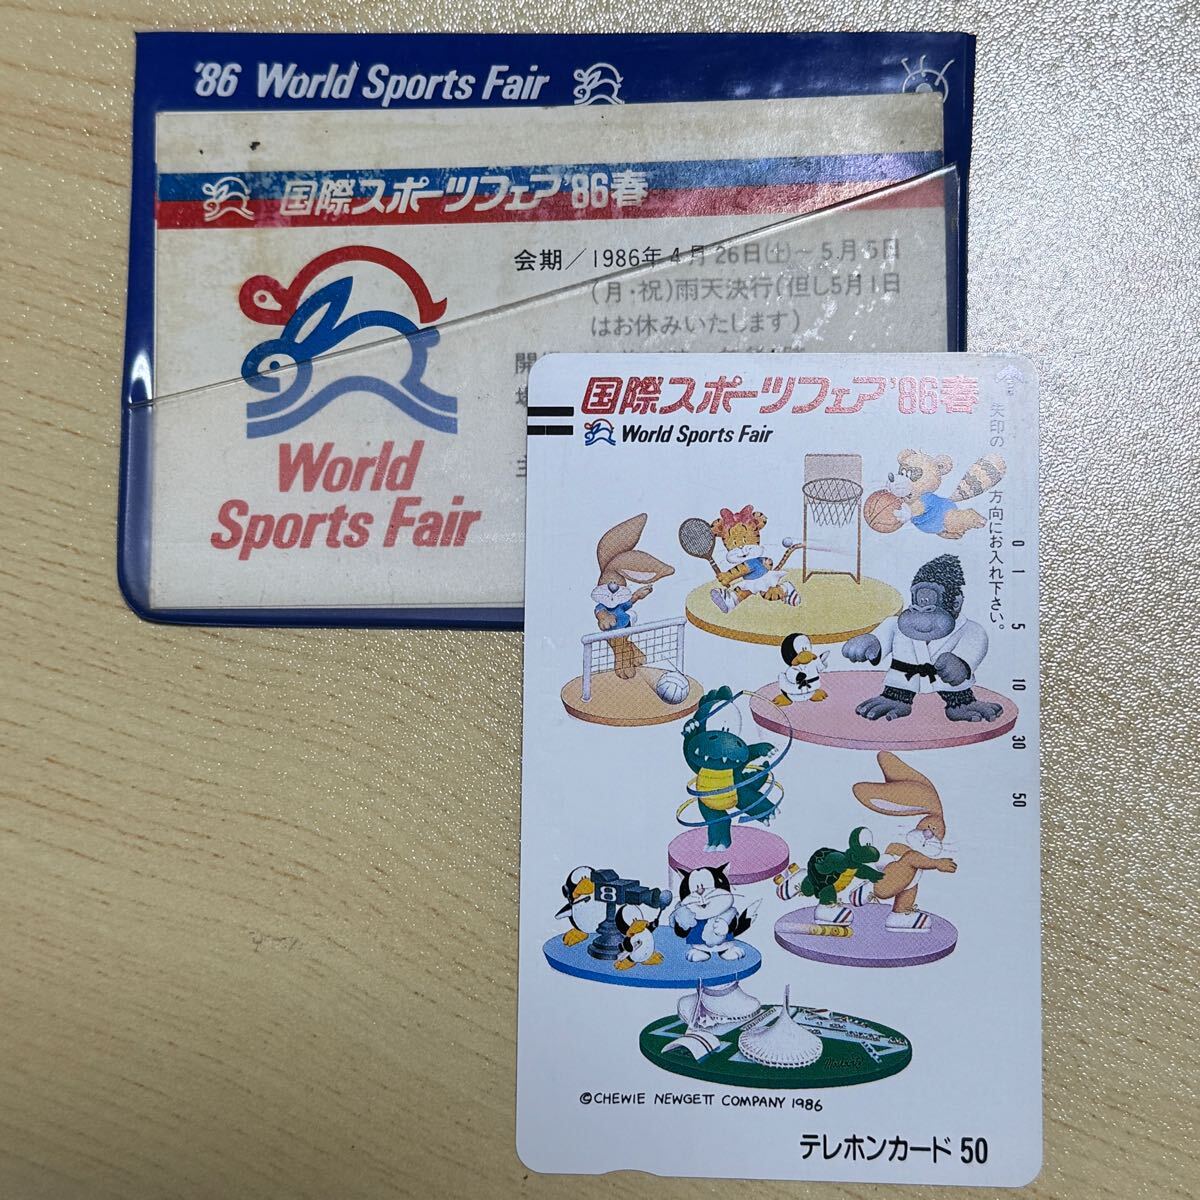 '86 World Sports Fair
国際スポーツフェア'86春
会期／1986年4月26日(土)～5月5日
(月・祝)雨天決行(但し5月1日
はお休みいたします)
World
Sports Fair
国際スポーツフェア'86春
World Sports Fair
矢印の 方向にお入れ下さい。
0
1
5
10
30
50
8
©CHEWIE NEWGETT COMPANY 1986
テレホンカード 50